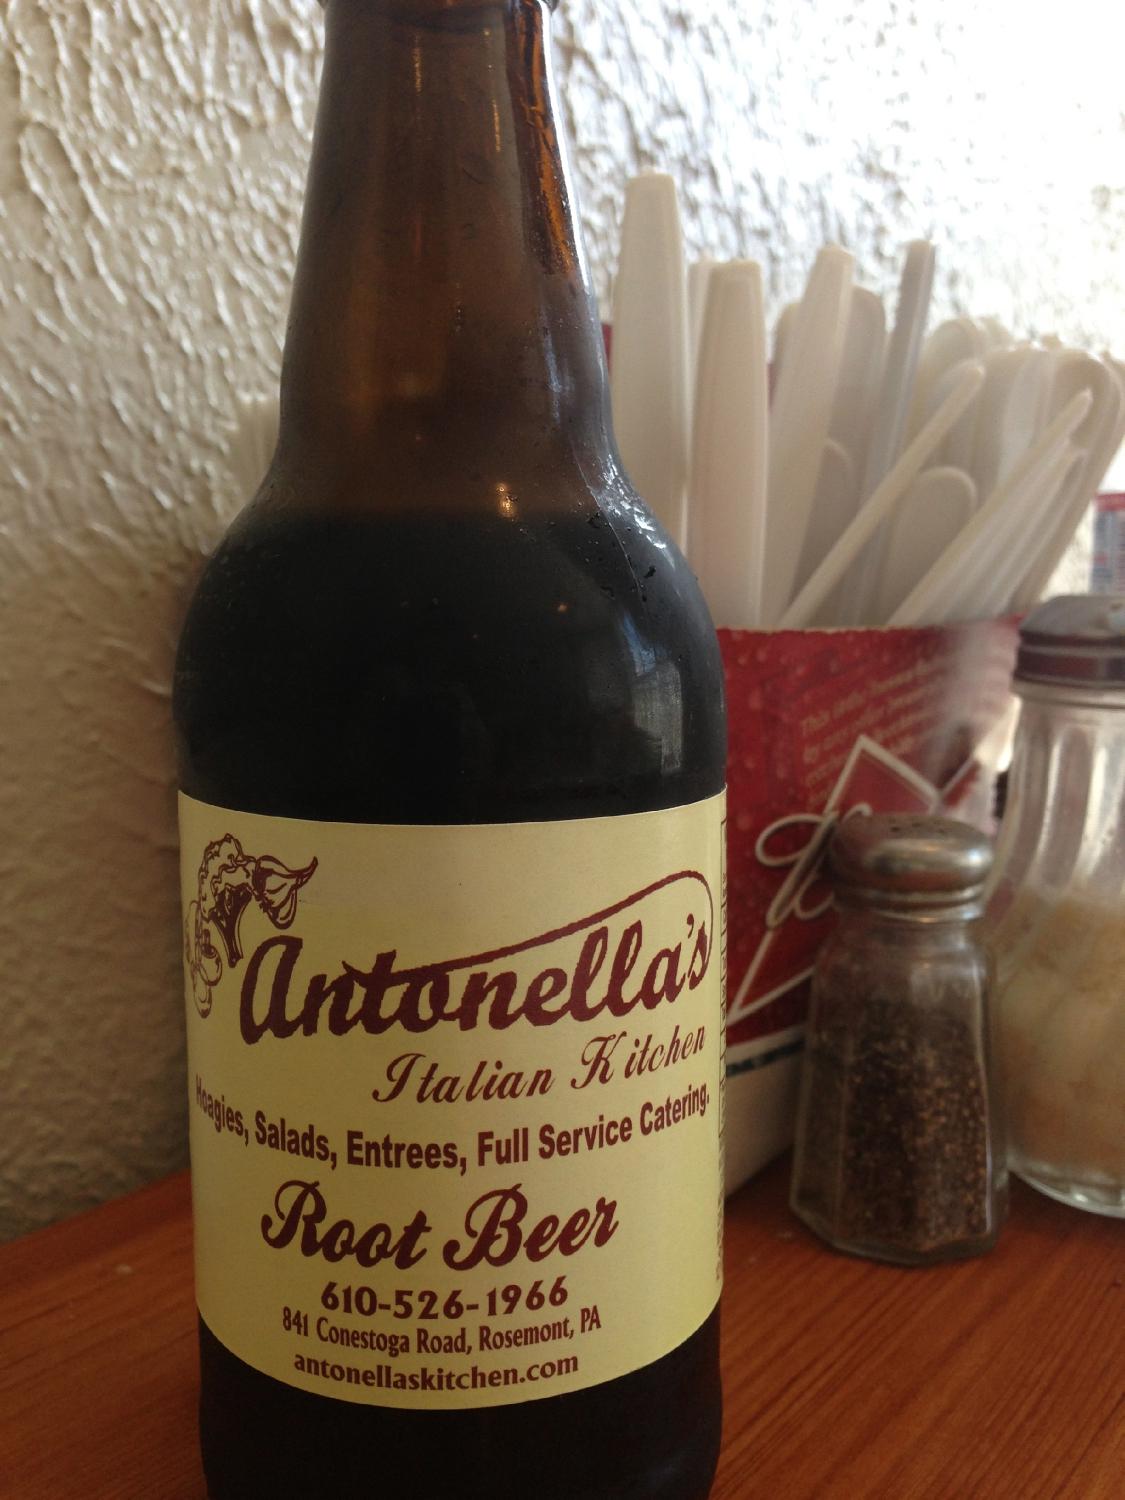 Antonella's
Italian Kitchen
Hoagies, Salads, Entrees, Full Service Catering.
Root Beer
610-526-1966
841 Conestoga Road, Rosemont, PA
antonellaskitchen.com